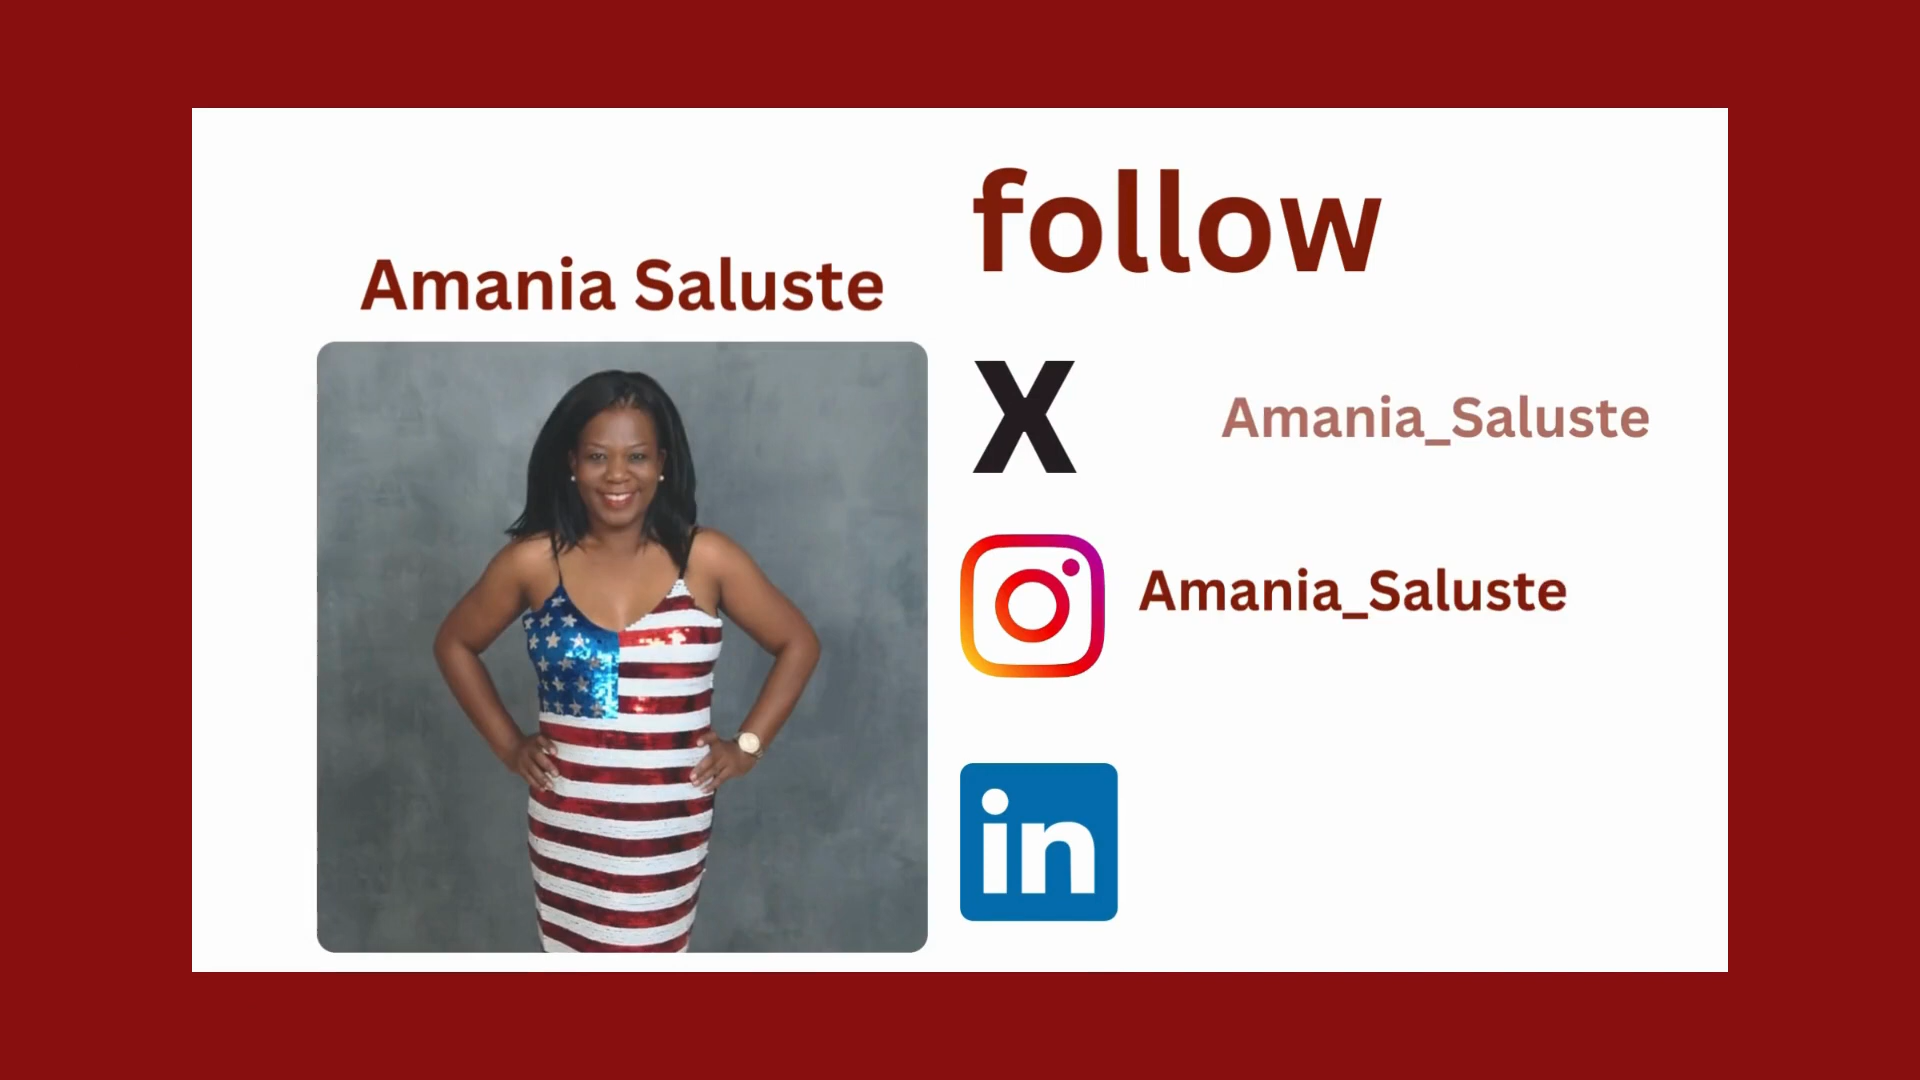 Amania Saluste
follow
X
Amania_Saluste
Amania_Saluste
in